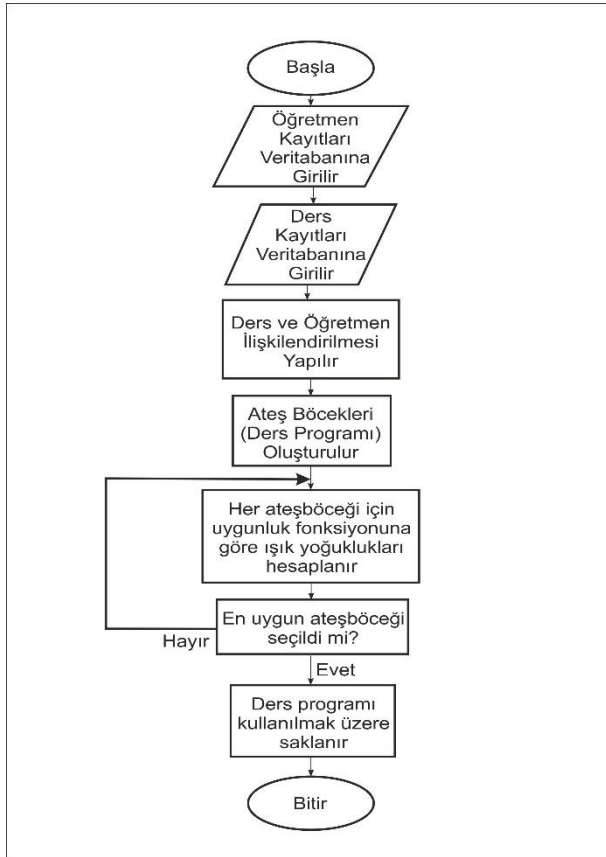 Başla
Öğretmen
Kayıtları
Veritabanına
Girilir
Ders
Kayıtları
Veritabanına
Girilir
Ders ve Öğretmen
İlişkilendirilmesi
Yapılır
Ateş Böcekleri
(Ders Programı)
Oluşturulur
Her ateşböceği için
uygunluk fonksiyonuna
göre ışık yoğuklukları
hesaplanır
En uygun ateşböceği
seçildi mi?
Hayır
Evet
Ders programı
kullanılmak üzere
saklanır
Bitir